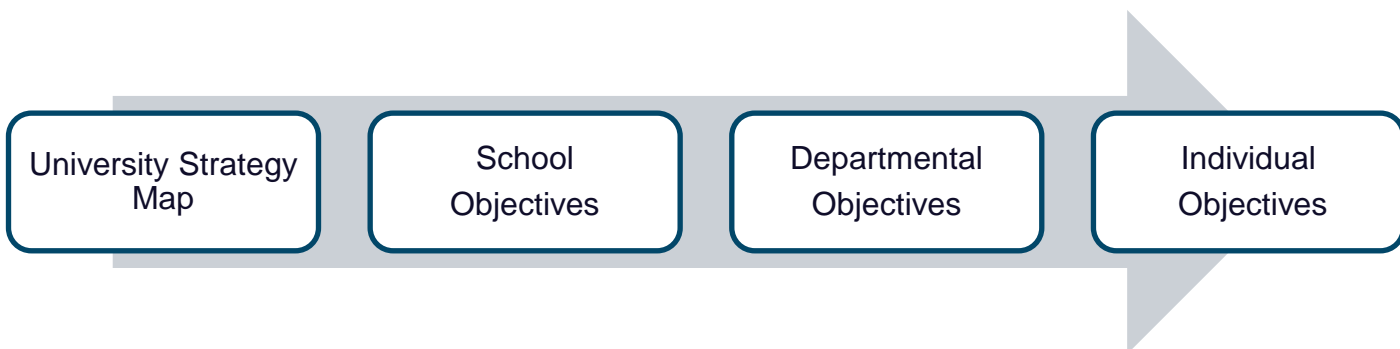 University Strategy
Map
School
Objectives
Departmental
Objectives
Individual
Objectives